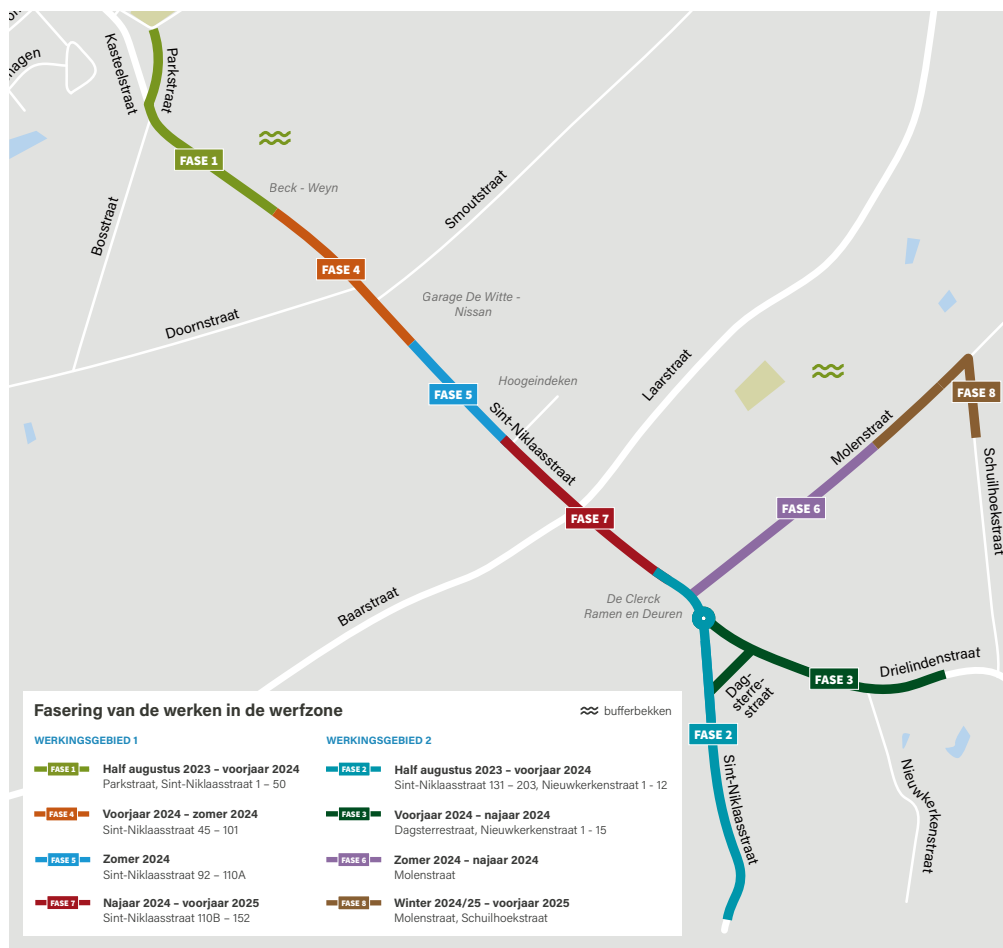 Kasteelstraat
Parkstraat
hagen
FASE 1
Beck - Weyn
Bosstraat
Smoutstraat
FASE 4
Garage De Witte -
Nissan
Doornstraat
Hoogeindeken
FASE 5
Laarstraat
Sint-Niklaasstraat
FASE 8
Molenstraat
Schuilhoekstraat
FASE 6
FASE 7
Baarstraat
De Clerck
Ramen en Deuren
FASE 3
Drielindenstraat
Dag-
sterre-
straat
FASE 2
Sint-Niklaasstraat
Nieuwkerkenstraat
Fasering van de werken in de werfzone
bufferbekken
WERKINGSGEBIED 1
FASE 1 Half augustus 2023 – voorjaar 2024
Parkstraat, Sint-Niklaasstraat 1 – 50
FASE 4 Voorjaar 2024 – zomer 2024
Sint-Niklaasstraat 45 – 101
FASE 5 Zomer 2024
Sint-Niklaasstraat 92 – 110A
FASE 7 Najaar 2024 – voorjaar 2025
Sint-Niklaasstraat 110B – 152
WERKINGSGEBIED 2
FASE 2 Half augustus 2023 – voorjaar 2024
Sint-Niklaasstraat 131 – 203, Nieuwkerkenstraat 1 - 12
FASE 3 Voorjaar 2024 – najaar 2024
Dagsterrestraat, Nieuwkerkenstraat 1 - 15
FASE 6 Zomer 2024 – najaar 2024
Molenstraat
FASE 8 Winter 2024/25 – voorjaar 2025
Molenstraat, Schuilhoekstraat